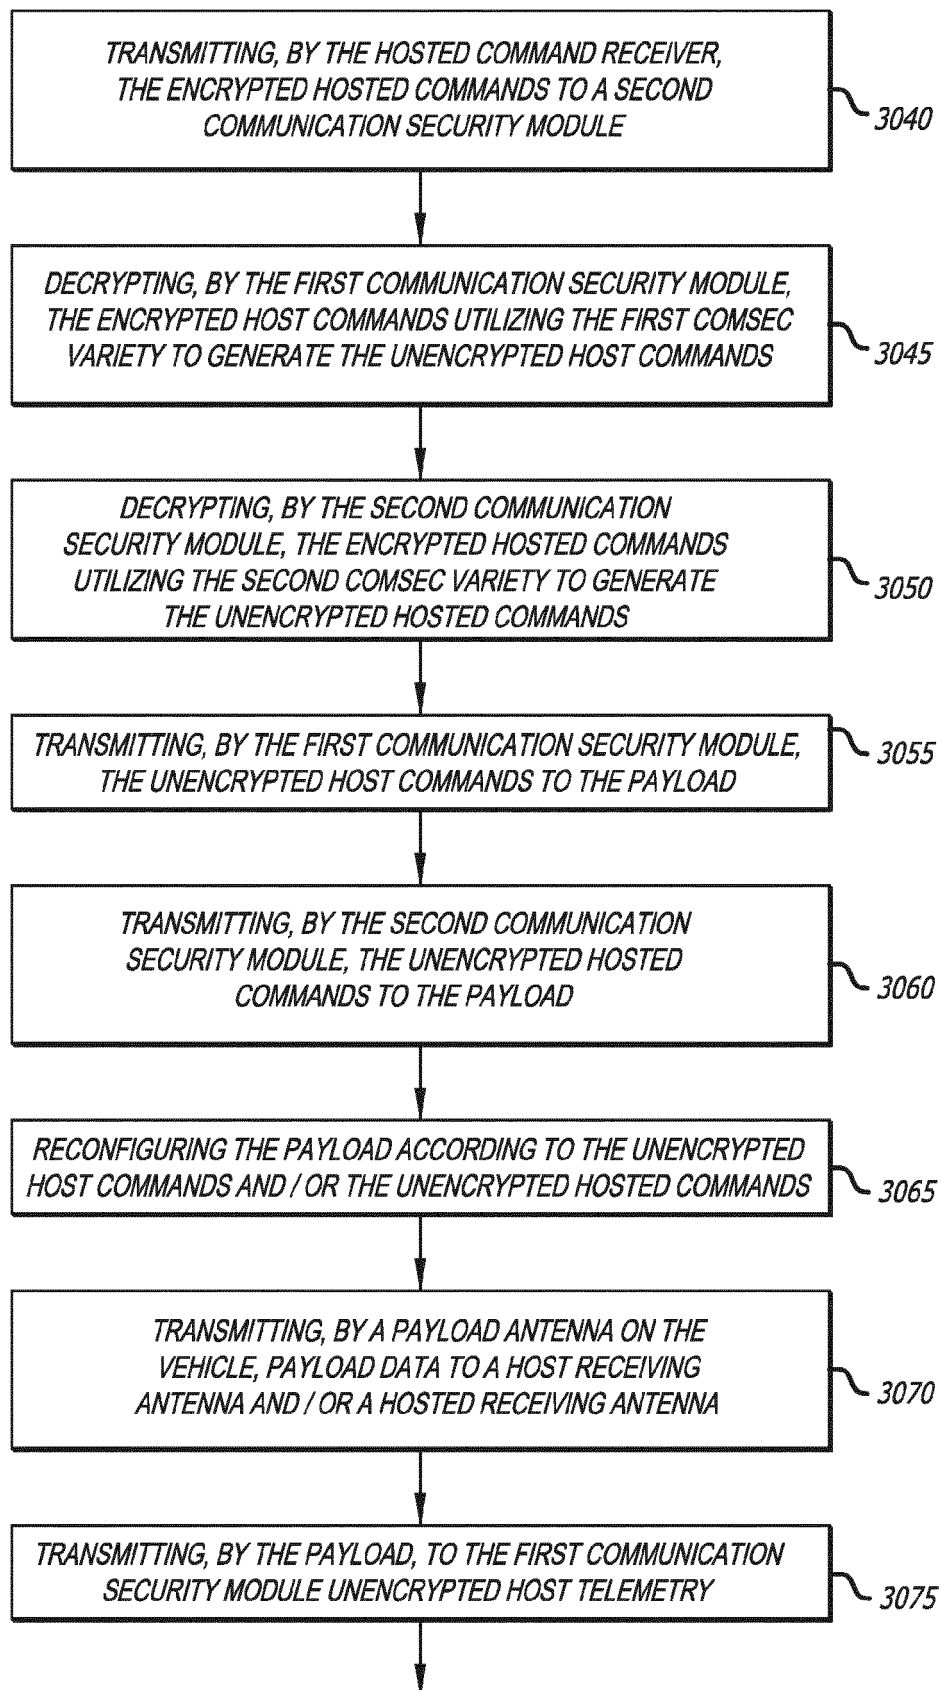 TRANSMITTING, BY THE HOSTED COMMAND RECEIVER,
THE ENCRYPTED HOSTED COMMANDS TO A SECOND
COMMUNICATION SECURITY MODULE
3040
DECRYPTING, BY THE FIRST COMMUNICATION SECURITY MODULE,
THE ENCRYPTED HOST COMMANDS UTILIZING THE FIRST COMSEC
VARIETY TO GENERATE THE UNENCRYPTED HOST COMMANDS
3045
DECRYPTING, BY THE SECOND COMMUNICATION
SECURITY MODULE, THE ENCRYPTED HOSTED COMMANDS
UTILIZING THE SECOND COMSEC VARIETY TO GENERATE
THE UNENCRYPTED HOSTED COMMANDS
3050
TRANSMITTING, BY THE FIRST COMMUNICATION SECURITY MODULE,
THE UNENCRYPTED HOST COMMANDS TO THE PAYLOAD
3055
TRANSMITTING, BY THE SECOND COMMUNICATION
SECURITY MODULE, THE UNENCRYPTED HOSTED
COMMANDS TO THE PAYLOAD
3060
RECONFIGURING THE PAYLOAD ACCORDING TO THE UNENCRYPTED
HOST COMMANDS AND / OR THE UNENCRYPTED HOSTED COMMANDS
3065
TRANSMITTING, BY A PAYLOAD ANTENNA ON THE
VEHICLE, PAYLOAD DATA TO A HOST RECEIVING
ANTENNA AND / OR A HOSTED RECEIVING ANTENNA
3070
TRANSMITTING, BY THE PAYLOAD, TO THE FIRST COMMUNICATION
SECURITY MODULE UNENCRYPTED HOST TELEMETRY
3075